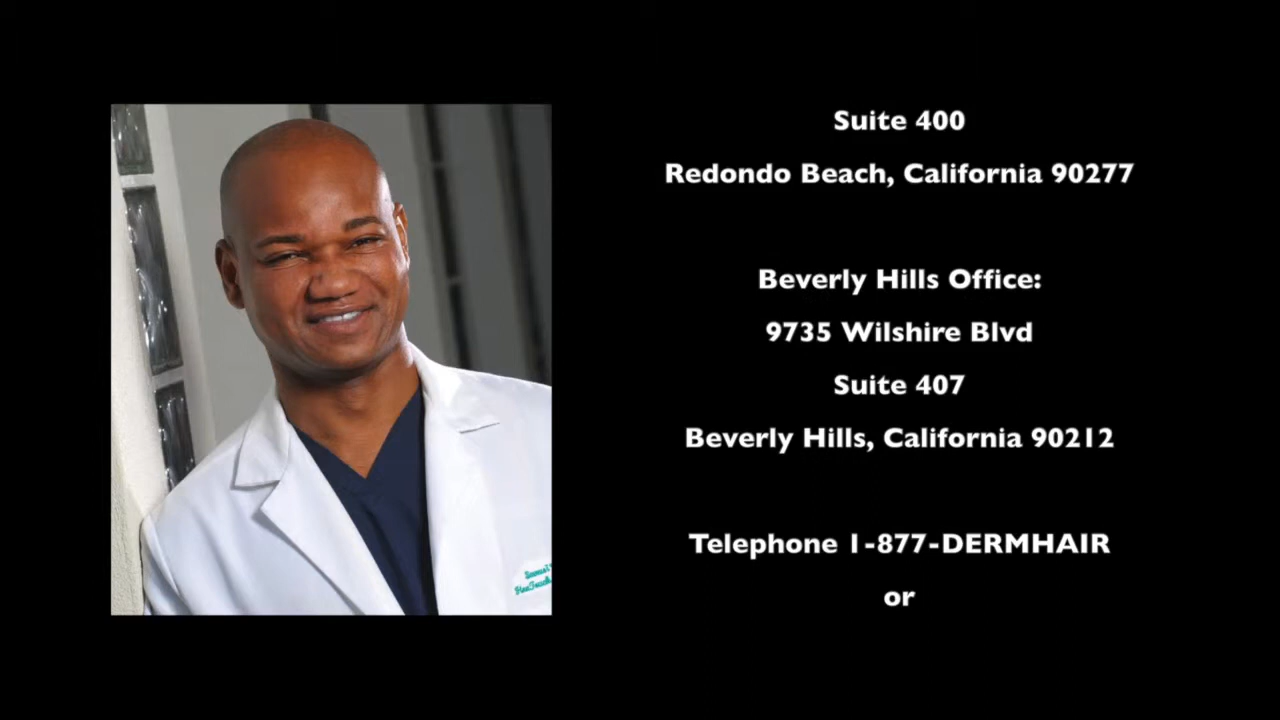 Suite 400
Redondo Beach, California 90277
Beverly Hills Office:
9735 Wilshire Blvd
Suite 407
Beverly Hills, California 90212
Telephone 1-877-DERMHAIR
or